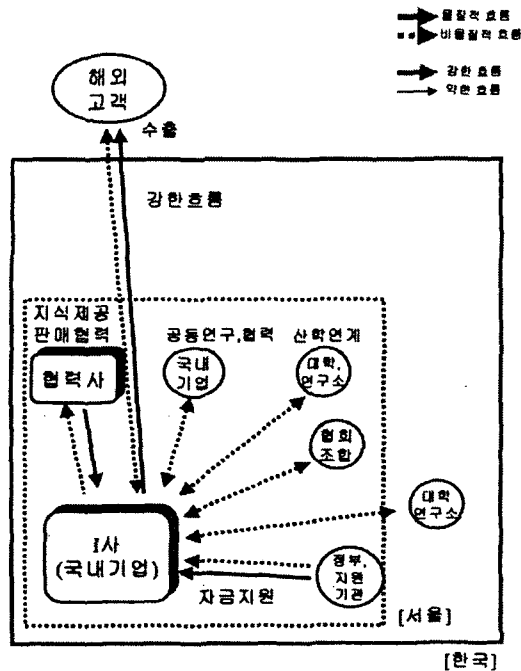 물질적 흐름
비물질적 흐름
강한 흐름
약한 흐름
해외
고객
수출
강한흐름
지식제공
판매협력
공동연구,협력
산학연계
협력사
국내
기업
대학,
연구소
협회
조합
대학
연구소
I사
(국내기업)
정부,
지원
기관
자금지원
[서울]
[한국]